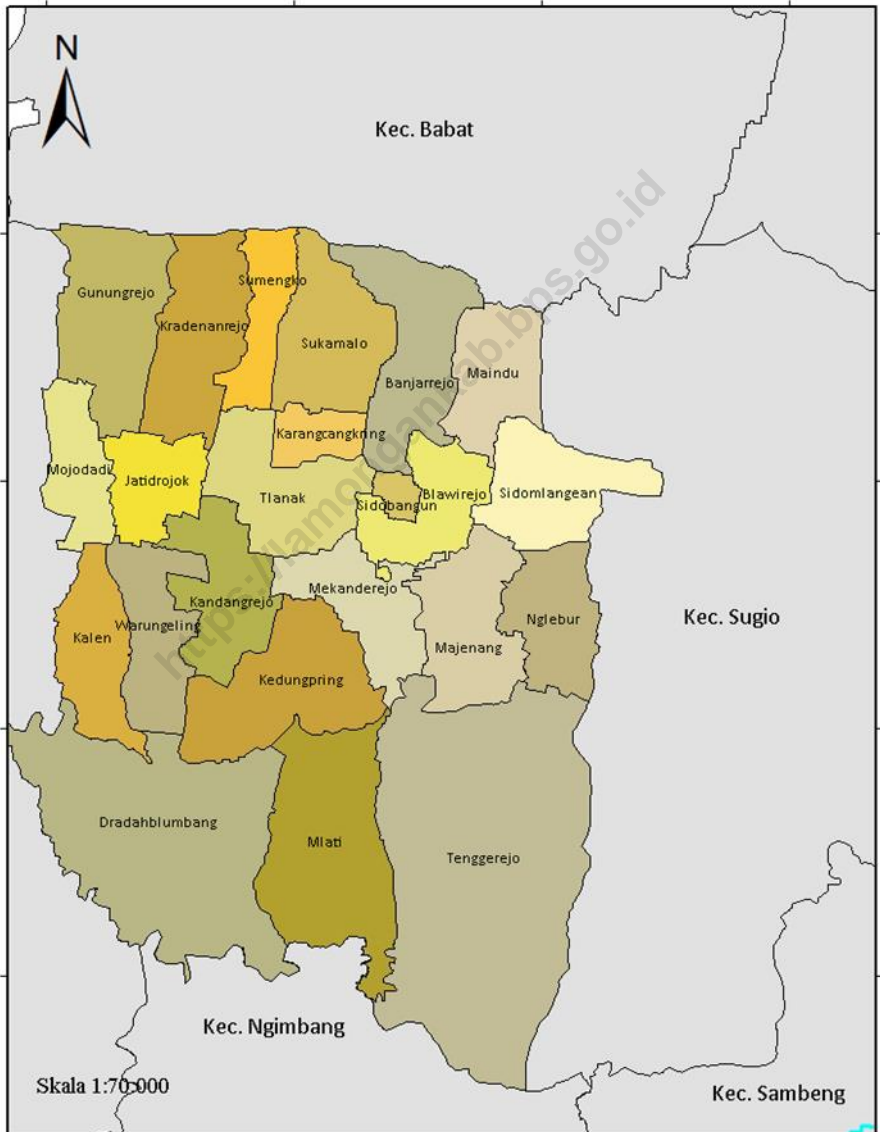 N
Kec. Babat
Sumengko
Gunungrejo
Kradenanrejo
Sukamalo
Maindu
Banjarrejo
Karangcangkring
Mojodadi
Jatidrojok
Tlanak
Blawirejo
Sidomlangean
Sidobangun
Mekanderejo
Kandangrejo
Kec. Sugio
Nglebur
Warungeling
Kalen
Majenang
Kedungpring
Dradahblumbang
Mlati
Tenggerejo
Kec. Ngimbang
Skala 1:70.000
Kec. Sambeng
https://lamongankab.bps.go.id